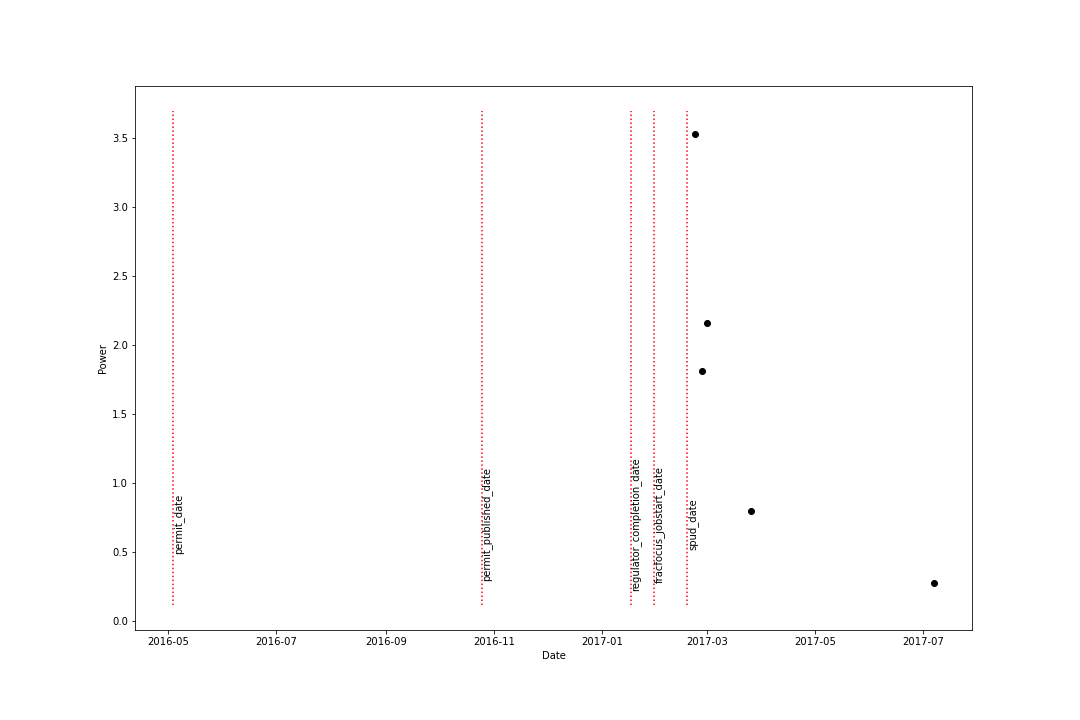 3.5
3.0
2.5
2.0
1.5
1.0
0.5
0.0
Power
permit_date
permit_published_date
regulator_completion_date
fracfocus_jobstart_date
spud_date
2016-05 2016-07 2016-09 2016-11 2017-01 2017-03 2017-05 2017-07
Date